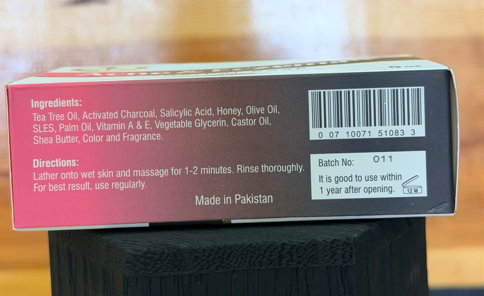 Ingredients:
Tea Tree Oil, Activated Charcoal, Salicylic Acid, Honey, Olive Oil,
SLES, Palm Oil, Vitamin A & E, Vegetable Glycerin, Castor Oil,
Shea Butter, Color and Fragrance.
Directions:
Lather onto wet skin and massage for 1-2 minutes. Rinse thoroughly.
For best result, use regularly.
Made in Pakistan
0 07 10071 51083 3
Batch No: 011
It is good to use within
1 year after opening.
12 M